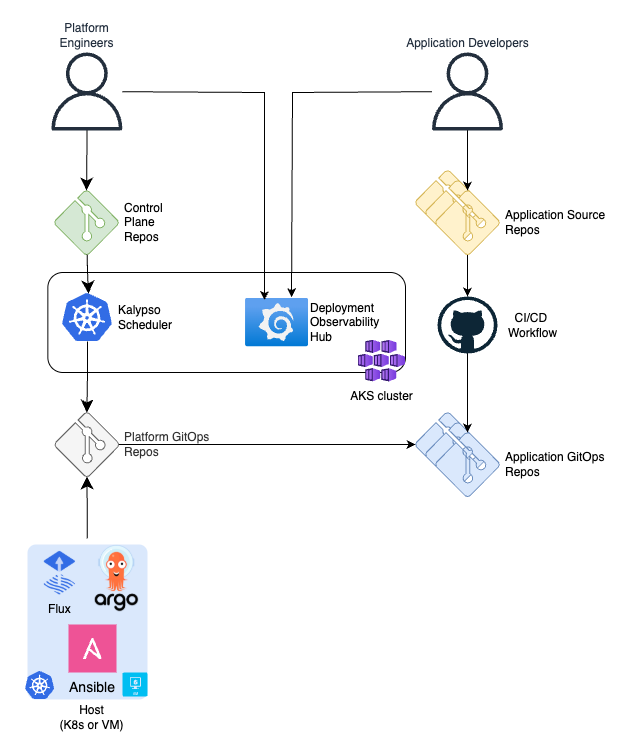 Platform
Engineers
Application Developers
Control
Plane
Repos
Application Source
Repos
Kalypso
Scheduler
Deployment
Observability
Hub
CI/CD
Workflow
AKS cluster
Platform GitOps
Repos
Application GitOps
Repos
Flux
argo
Ansible
Host
(K8s or VM)